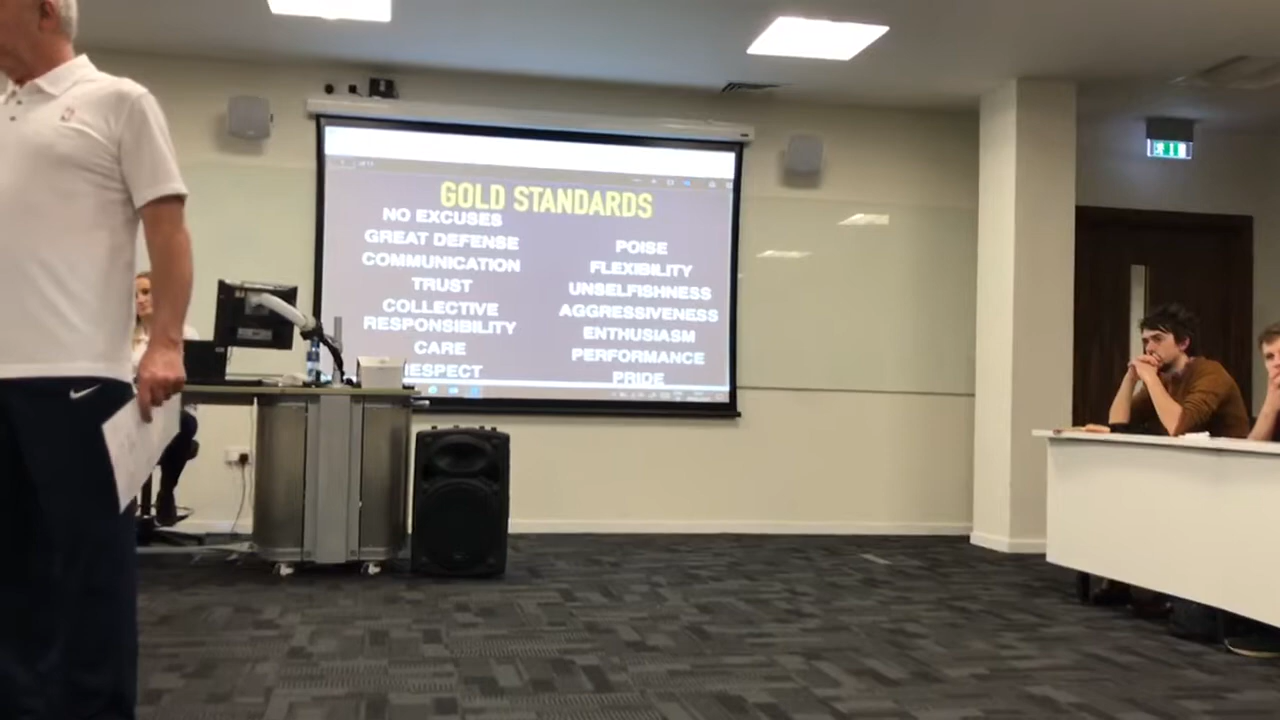 GOLD STANDARDS
NO EXCUSES
GREAT DEFENSE
COMMUNICATION
TRUST
COLLECTIVE
RESPONSIBILITY
CARE
RESPECT
POISE
FLEXIBILITY
UNSELFISHNESS
AGGRESSIVENESS
ENTHUSIASM
PERFORMANCE
PRIDE